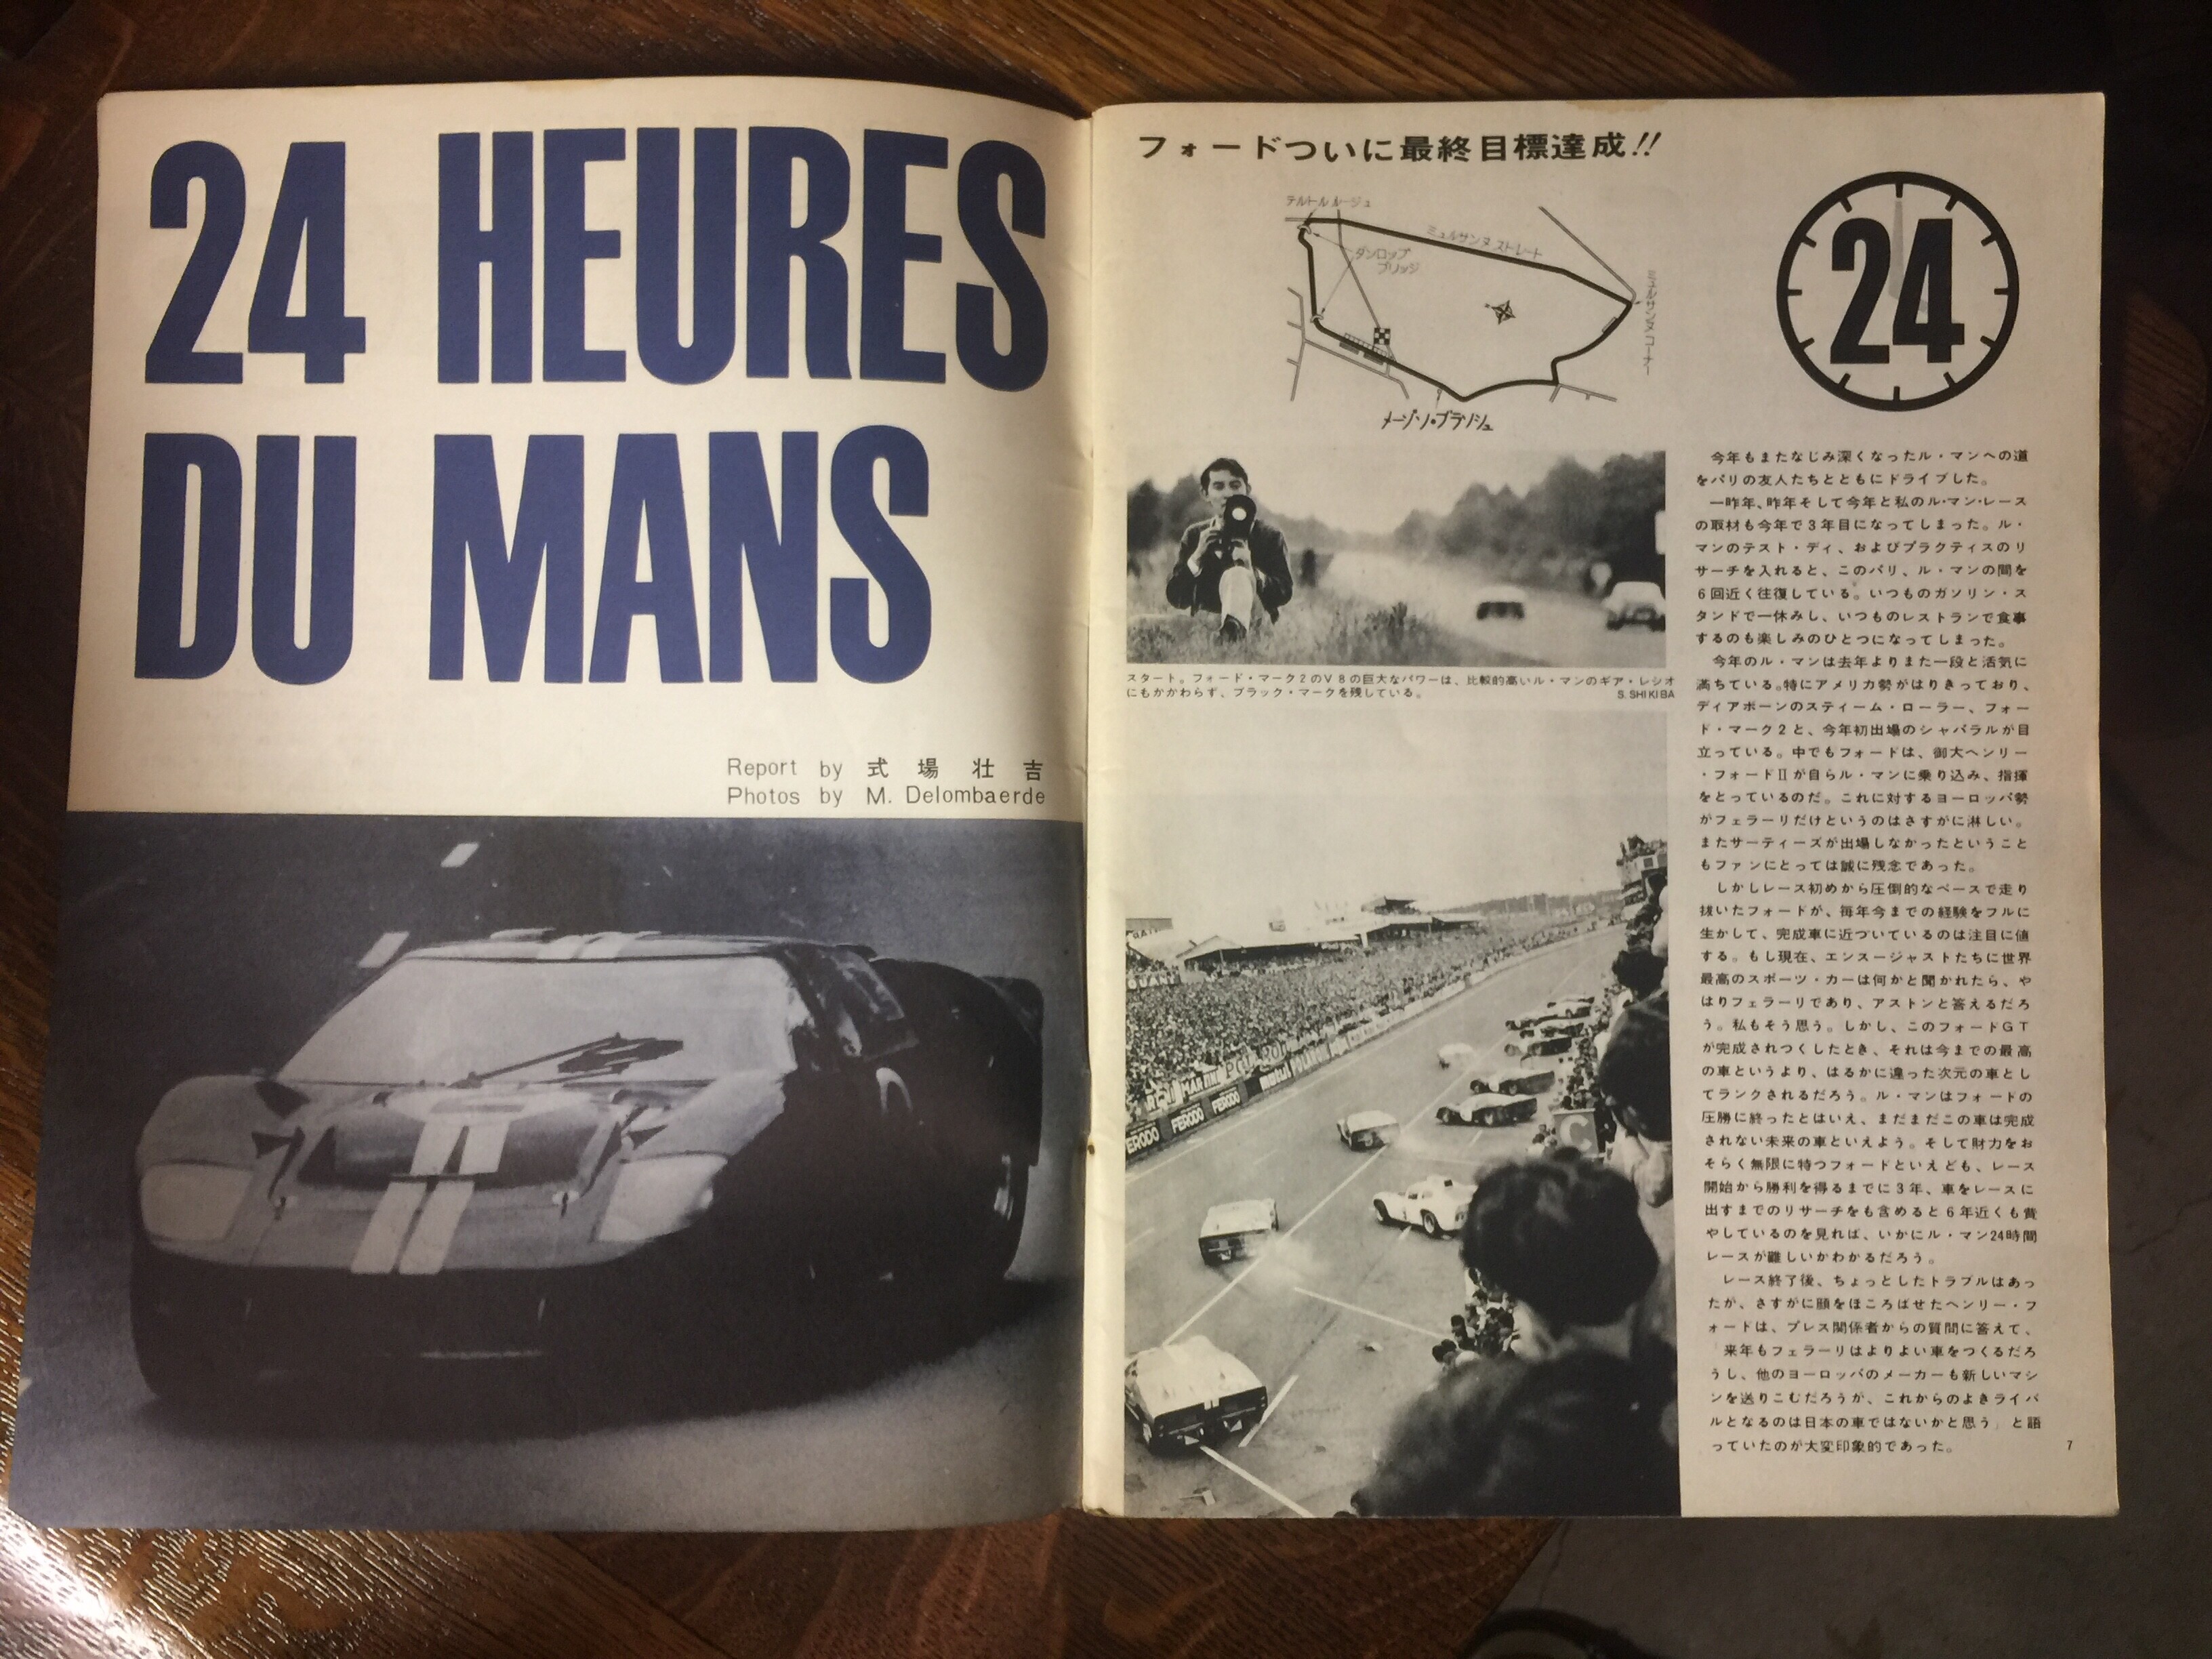 24 HEURES
DU MANS
Report by 式場壮吉
Photos by M. Delombaerde
フォードついに最終目標達成!!
テルトル ルージュ
ミュルサンヌ ストレート
ダンロップ
ブリッジ
ミュルサンヌ コーナー
メーゾン・ブランシュ
24
スタート。フォード・マーク2のV8の巨大なパワーは、比較的高いル・マンのギア・レシオ
にもかかわらず、ブラック・マークを残している。
S.SHIKIBA
FERODO
FERODO
FERODO
C
今年もまたなじみ深くなったル・マンへの道
をパリの友人たちとともにドライブした。
一昨年、昨年そして今年と私のル・マン・レース
の取材も今年で3年目になってしまった。ル・
マンのテスト・デイ、およびプラクティスのリ
サーチを入れると、このパリ、ル・マンの間を
6回近く往復している。いつものガソリン・ス
タンドで一休みし、いつものレストランで食事
するのも楽しみのひとつになってしまった。
今年のル・マンは去年よりまた一段と活気に
満ちている。特にアメリカ勢がはりきっており、
ディアボーンのスティーム・ローラー、フォー
ド・マーク2と、今年初出場のシャパラルが目
立っている。中でもフォードは、御大ヘンリー
・フォードⅡが自らル・マンに乗り込み、指揮
をとっているのだ。これに対するヨーロッパ勢
がフェラーリだけというのはさすがに淋しい。
またサーティーズが出場しなかったということ
もファンにとっては誠に残念であった。
しかしレース初めから圧倒的なペースで走り
抜いたフォードが、毎年今までの経験をフルに
生かして、完成車に近づいているのは注目に値
する。もし現在、エンスージャストたちに世界
最高のスポーツ・カーは何かと聞かれたら、や
はりフェラーリであり、アストンと答えるだろ
う。私もそう思う。しかし、このフォードGT
が完成されつくしたとき、それは今までの最高
の車というより、はるかに違った次元の車とし
てランクされるだろう。ル・マンはフォードの
圧勝に終ったとはいえ、まだまだこの車は完成
されない未来の車といえよう。そして財力をお
そらく無限に持つフォードといえども、レース
開始から勝利を得るまでに3年、車をレースに
出すまでのリサーチをも含めると6年近くも費
やしているのを見れば、いかにル・マン24時間
レースが難しいかわかるだろう。
レース終了後、ちょっとしたトラブルはあっ
たが、さすがに顔をほころばせたヘンリー・フ
ォードは、プレス関係者からの質問に答えて、
「来年もフェラーリはよりよい車をつくるだろ
うし、他のヨーロッパのメーカーも新しいマシ
ンを送りこむだろうが、これからのよきライバ
ルとなるのは日本の車ではないかと思う」と語
っていたのが大変印象的であった。
7